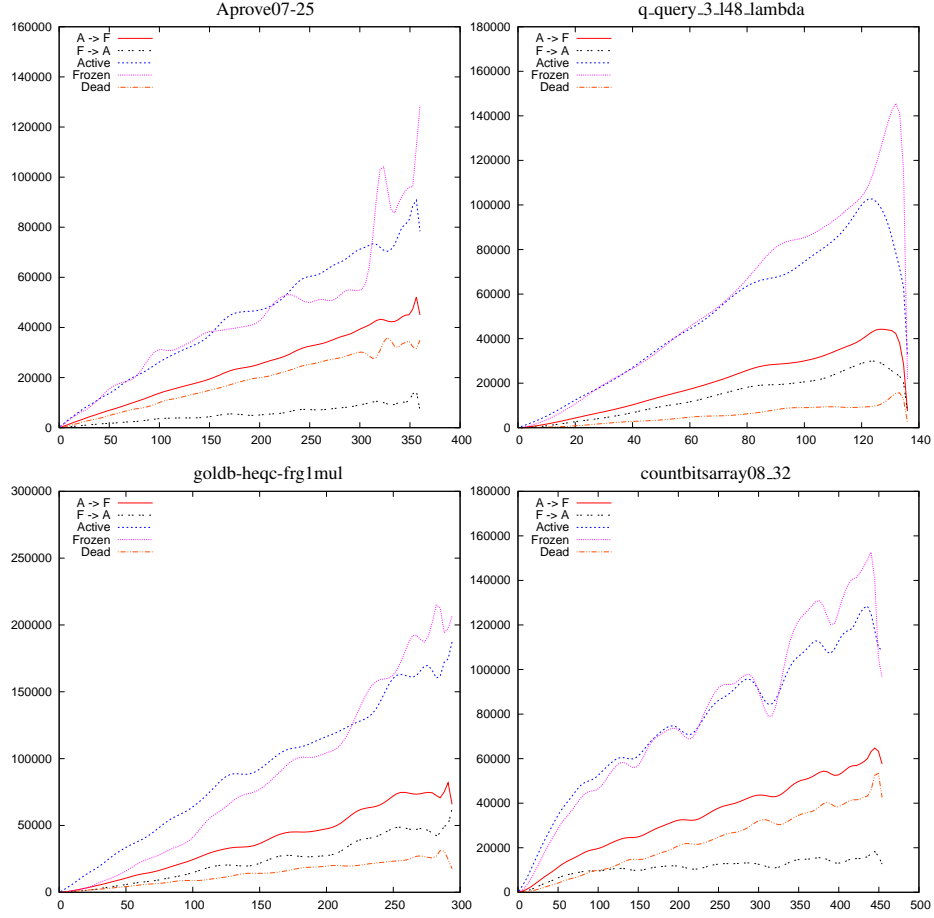 Aprove07-25
160000
140000
120000
100000
80000
60000
40000
20000
0
A -> F
F -> A
Active
Frozen
Dead
0 50 100 150 200 250 300 350 400
q_query_3_l48_lambda
180000
160000
140000
120000
100000
80000
60000
40000
20000
0
A -> F
F -> A
Active
Frozen
Dead
0 20 40 60 80 100 120 140
goldb-heqc-frg1mul
300000
250000
200000
150000
100000
50000
0
A -> F
F -> A
Active
Frozen
Dead
0 50 100 150 200 250 300
countbitsarray08_32
180000
160000
140000
120000
100000
80000
60000
40000
20000
0
A -> F
F -> A
Active
Frozen
Dead
0 50 100 150 200 250 300 350 400 450 500